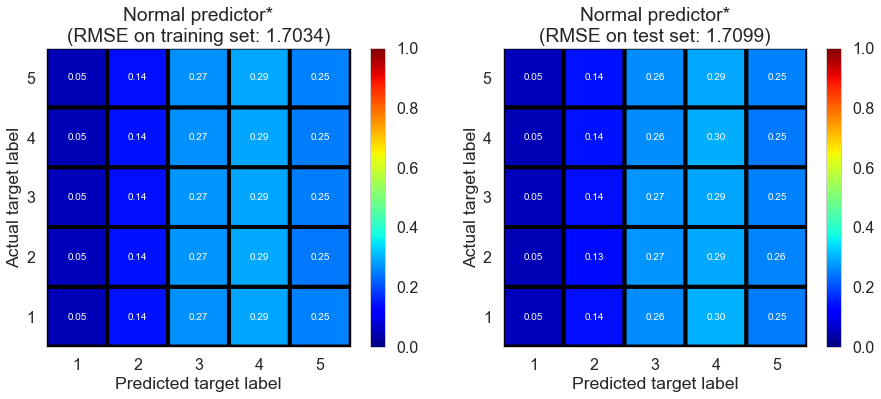 Normal predictor*
(RMSE on training set: 1.7034)
Actual target label
5 0.05 0.14 0.27 0.29 0.25
4 0.05 0.14 0.27 0.29 0.25
3 0.05 0.14 0.27 0.29 0.25
2 0.05 0.14 0.27 0.29 0.25
1 0.05 0.14 0.27 0.29 0.25
1 2 3 4 5
Predicted target label
1.0
0.8
0.6
0.4
0.2
0.0
Normal predictor*
(RMSE on test set: 1.7099)
Actual target label
5 0.05 0.14 0.26 0.29 0.25
4 0.05 0.14 0.26 0.30 0.25
3 0.05 0.14 0.27 0.29 0.25
2 0.05 0.13 0.27 0.29 0.26
1 0.05 0.14 0.26 0.30 0.25
1 2 3 4 5
Predicted target label
1.0
0.8
0.6
0.4
0.2
0.0